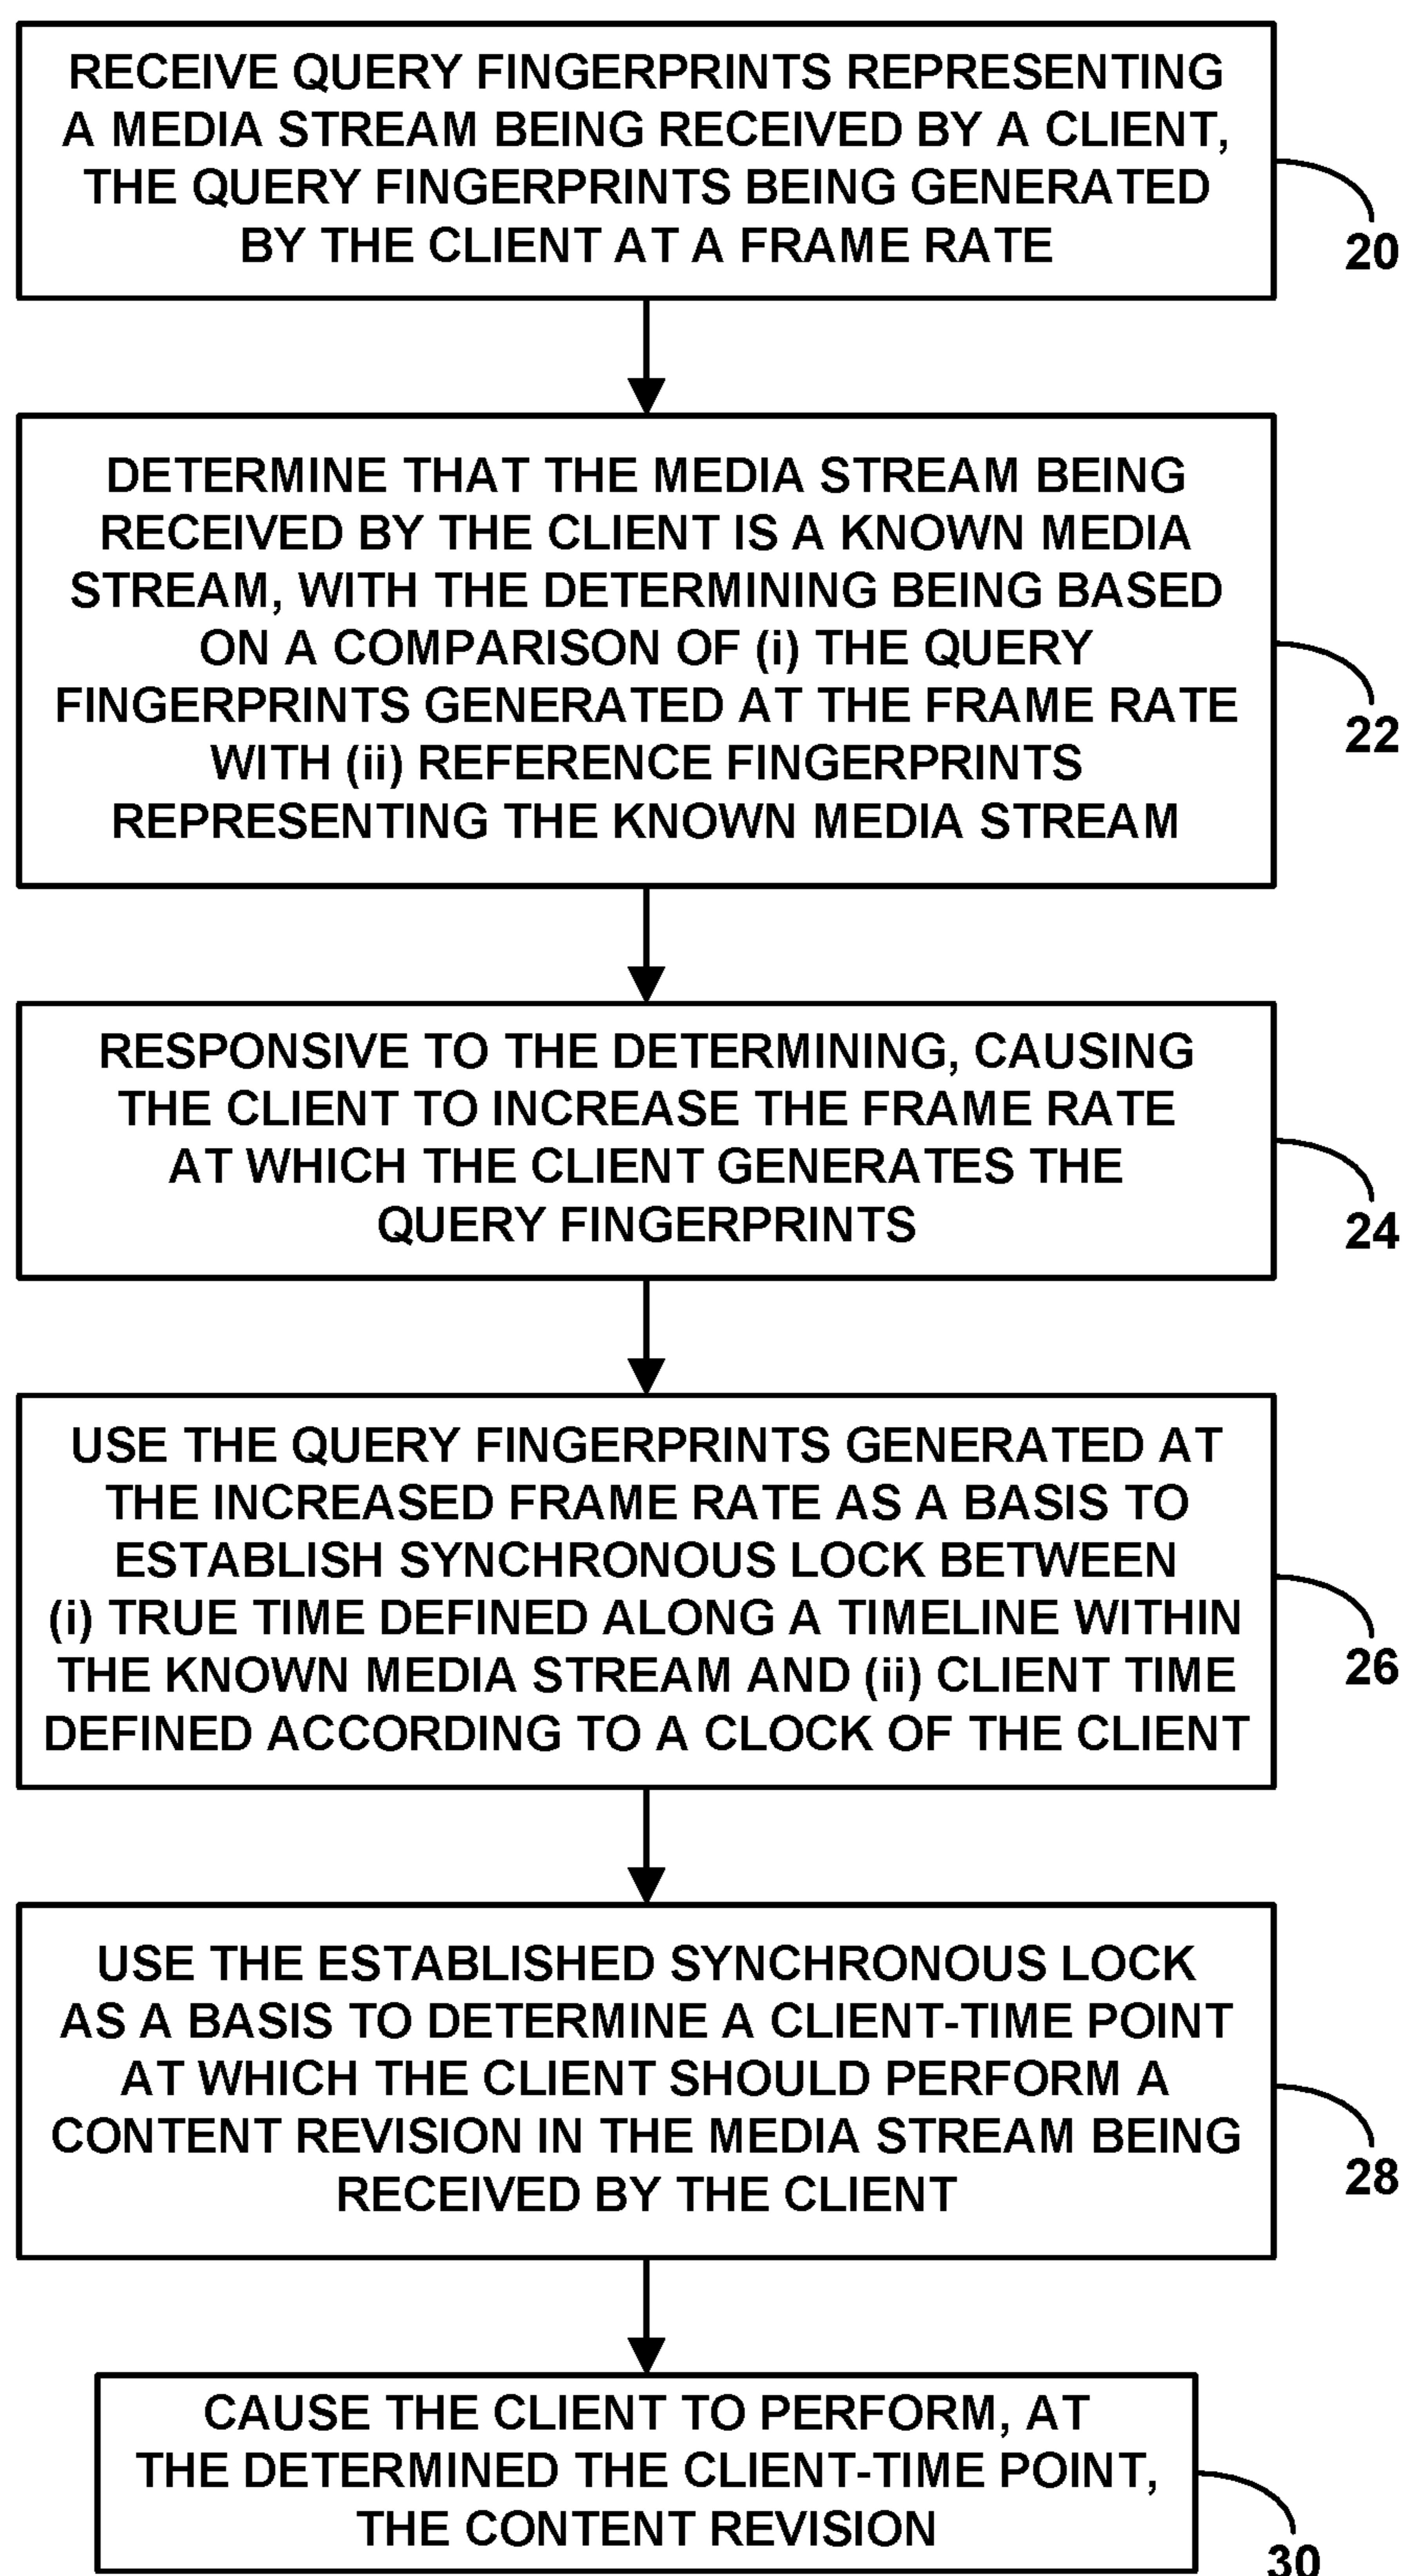 RECEIVE QUERY FINGERPRINTS REPRESENTING
A MEDIA STREAM BEING RECEIVED BY A CLIENT,
THE QUERY FINGERPRINTS BEING GENERATED
BY THE CLIENT AT A FRAME RATE
20
DETERMINE THAT THE MEDIA STREAM BEING
RECEIVED BY THE CLIENT IS A KNOWN MEDIA
STREAM, WITH THE DETERMINING BEING BASED
ON A COMPARISON OF (i) THE QUERY
FINGERPRINTS GENERATED AT THE FRAME RATE
WITH (ii) REFERENCE FINGERPRINTS
REPRESENTING THE KNOWN MEDIA STREAM
22
RESPONSIVE TO THE DETERMINING, CAUSING
THE CLIENT TO INCREASE THE FRAME RATE
AT WHICH THE CLIENT GENERATES THE
QUERY FINGERPRINTS
24
USE THE QUERY FINGERPRINTS GENERATED AT
THE INCREASED FRAME RATE AS A BASIS TO
ESTABLISH SYNCHRONOUS LOCK BETWEEN
(i) TRUE TIME DEFINED ALONG A TIMELINE WITHIN
THE KNOWN MEDIA STREAM AND (ii) CLIENT TIME
DEFINED ACCORDING TO A CLOCK OF THE CLIENT
26
USE THE ESTABLISHED SYNCHRONOUS LOCK
AS A BASIS TO DETERMINE A CLIENT-TIME POINT
AT WHICH THE CLIENT SHOULD PERFORM A
CONTENT REVISION IN THE MEDIA STREAM BEING
RECEIVED BY THE CLIENT
28
CAUSE THE CLIENT TO PERFORM, AT
THE DETERMINED THE CLIENT-TIME POINT,
THE CONTENT REVISION
30